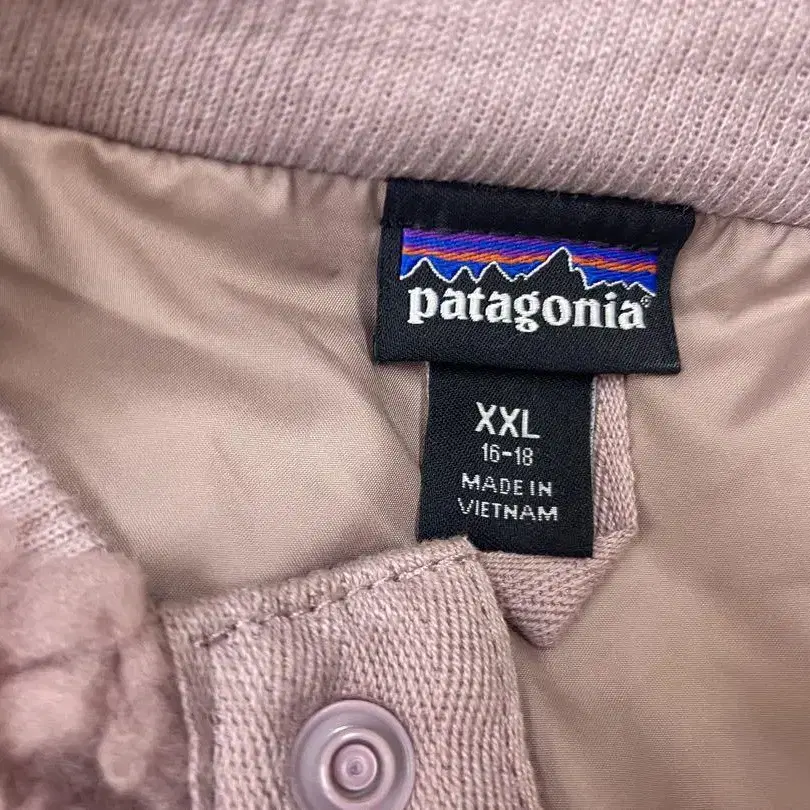 patagonia®
XXL
16-18
MADE IN
VIETNAM